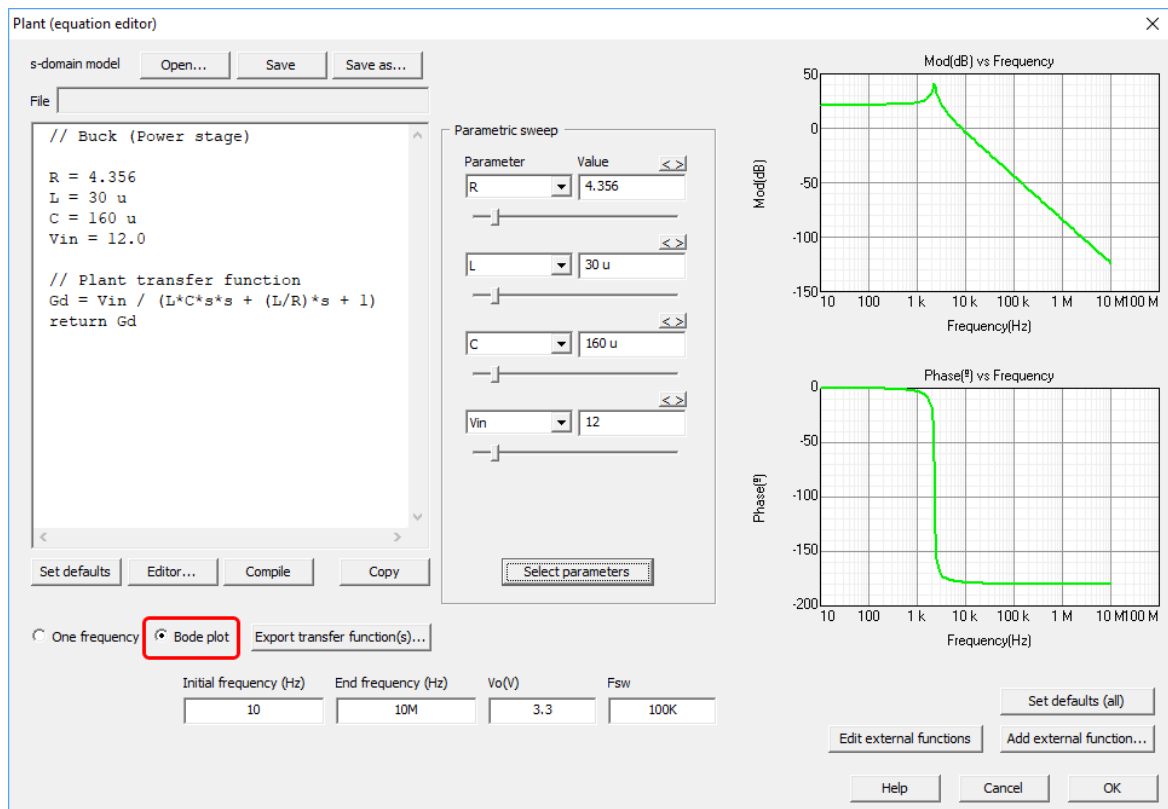 Plant (equation editor)
s-domain model Open... Save Save as...
File
// Buck (Power stage)
R = 4.356
L = 30 u
C = 160 u
Vin = 12.0
// Plant transfer function
Gd = Vin / (L*C*s*s + (L/R)*s + 1)
return Gd
Set defaults Editor... Compile Copy
One frequency Bode plot Export transfer function(s)...
Initial frequency (Hz) End frequency (Hz) Vo(V) Fsw
10 10M 3.3 100K
Parametric sweep
Parameter Value < >
R 4.356
< >
L 30 u
< >
C 160 u
< >
Vin 12
Select parameters
Mod(dB) vs Frequency
50
0
-50
-100
-150
Mod(dB)
10 100 1 k 10 k 100 k 1 M 10 M 100 M
Frequency(Hz)
Phase(º) vs Frequency
0
-50
-100
-150
-200
Phase(º)
10 100 1 k 10 k 100 k 1 M 10 M 100 M
Frequency(Hz)
Set defaults (all)
Edit external functions Add external function...
Help Cancel OK